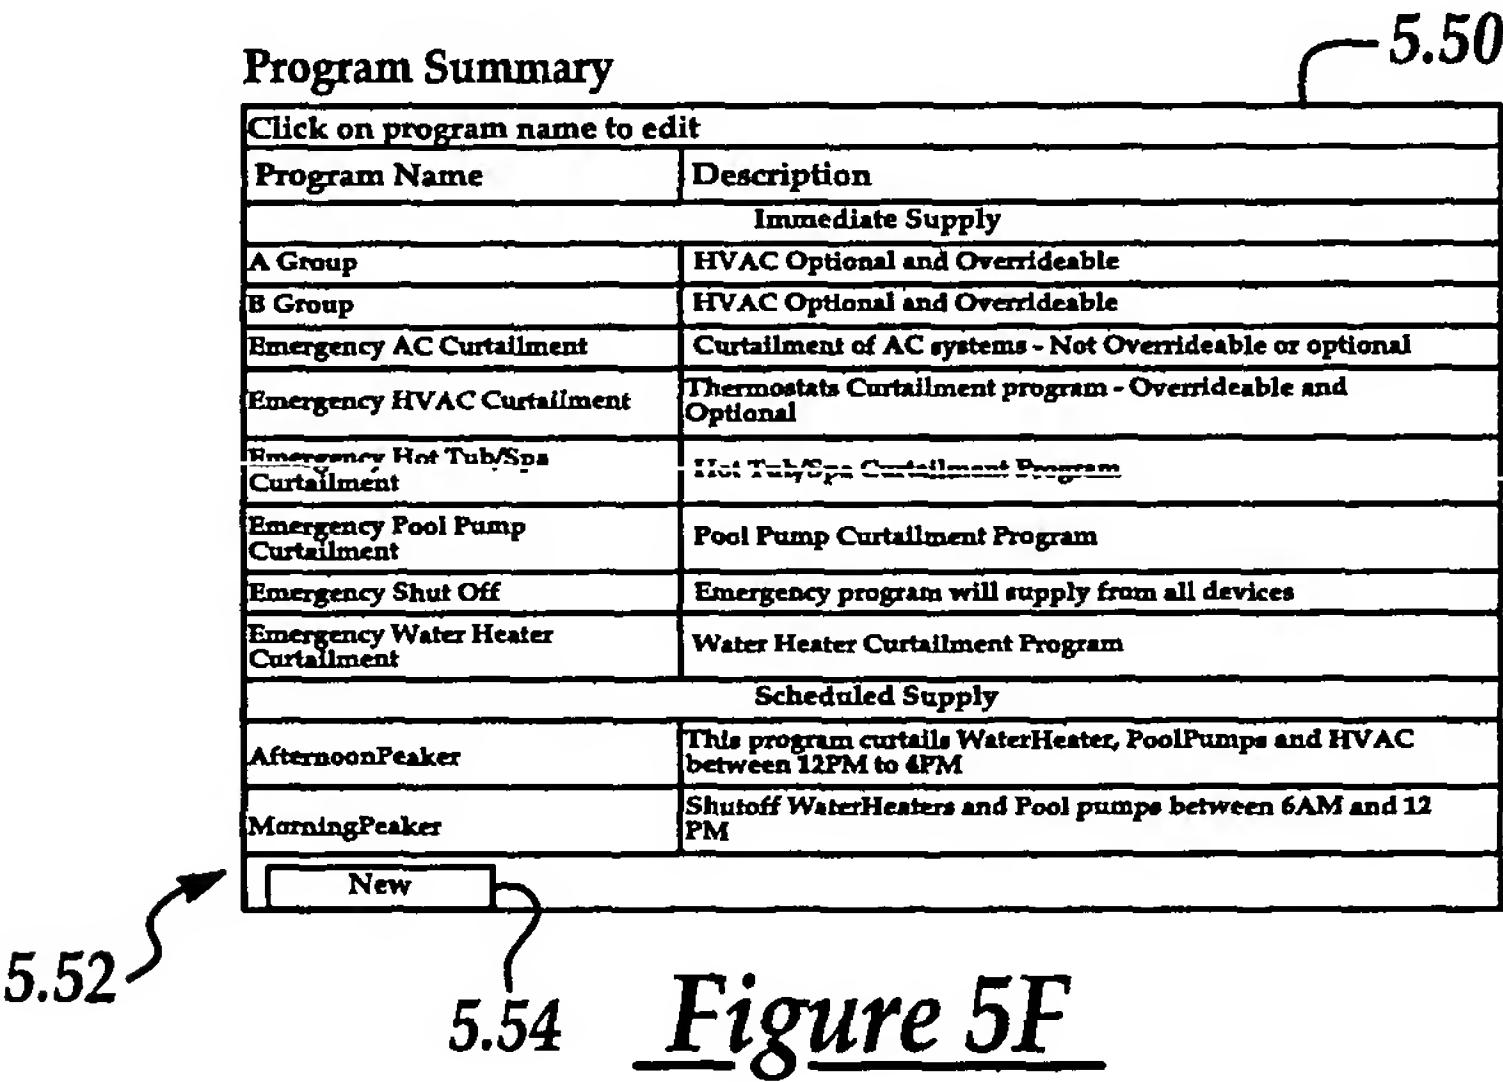 5.50
Program Summary
Click on program name to edit
Program Name Description
Immediate Supply
A Group HVAC Optional and Overrideable
B Group HVAC Optional and Overrideable
Emergency AC Curtailment Curtailment of AC systems - Not Overrideable or optional
Emergency HVAC Curtailment Thermostats Curtailment program - Overrideable and
Optional
Emergency Hot Tub/Spa
Curtailment
Hot Tub/Spa Curtailment Program
Emergency Pool Pump
Curtailment
Pool Pump Curtailment Program
Emergency Shut Off Emergency program will supply from all devices
Emergency Water Heater
Curtailment
Water Heater Curtailment Program
Scheduled Supply
AfternoonPeaker
This program curtails WaterHeater, PoolPumps and HVAC
between 12PM to 4PM
MorningPeaker
Shutoff WaterHeaters and Pool pumps between 6AM and 12
PM
New
5.52
5.54
Figure 5F